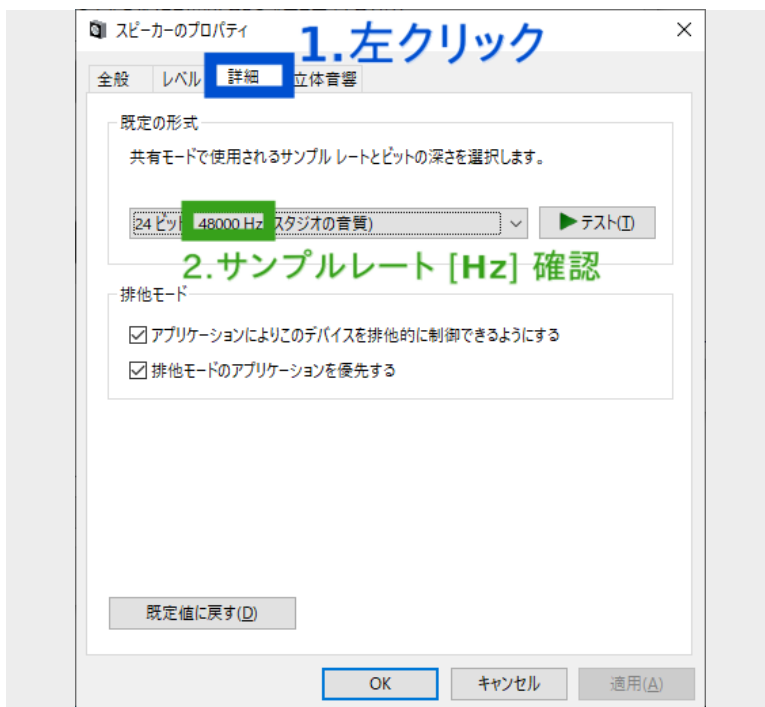 スピーカーのプロパティ
1.左クリック
全般 レベル 詳細 立体音響
既定の形式
共有モードで使用されるサンプル レートとビットの深さを選択します。
24 ビット 48000 Hz スタジオの音質)
テスト(T)
2.サンプルレート [Hz] 確認
排他モード
アプリケーションによりこのデバイスを排他的に制御できるようにする
排他モードのアプリケーションを優先する
既定値に戻す(D)
OK キャンセル 適用(A)